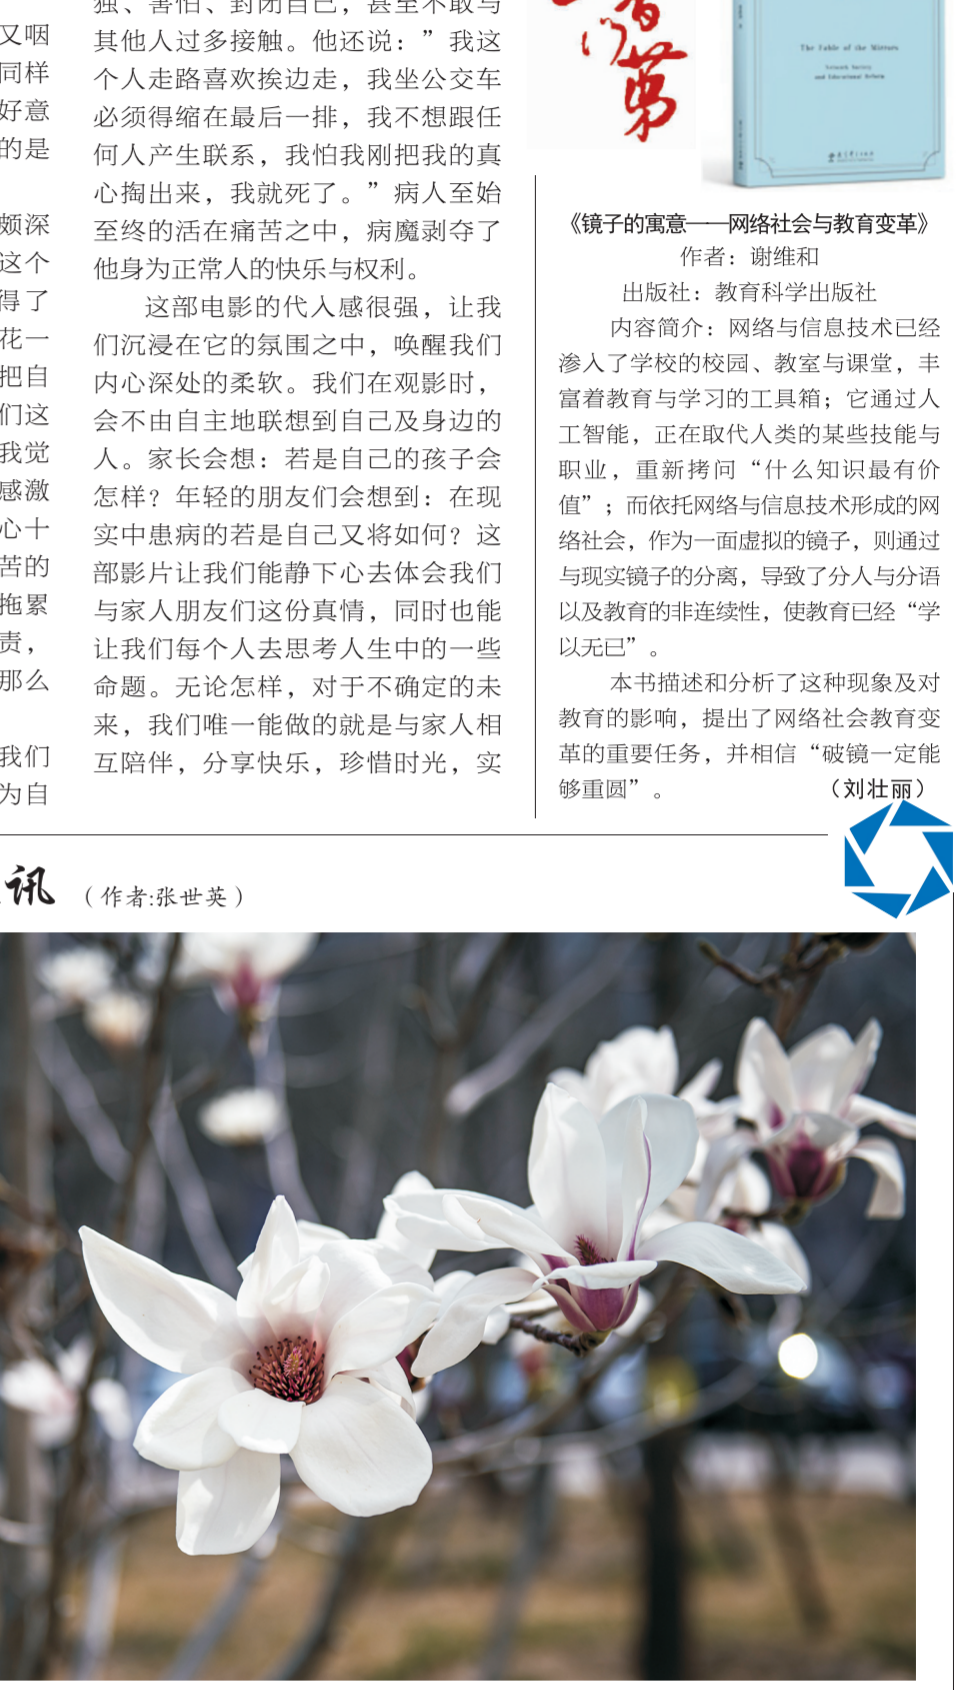 又咽
同样
好意
的是
颇深
这个
得了
花一
把自
们这
我觉
感激
心十
苦的
拖累
责，
那么
我们
为自
独、害怕、封闭自己，甚至不敢与
其他人过多接触。他还说：”我这
个人走路喜欢挨边走，我坐公交车
必须得缩在最后一排，我不想跟任
何人产生联系，我怕我刚把我的真
心掏出来，我就死了。”病人至始
至终的活在痛苦之中，病魔剥夺了
他身为正常人的快乐与权利。
这部电影的代入感很强，让我
们沉浸在它的氛围之中，唤醒我们
内心深处的柔软。我们在观影时，
会不由自主地联想到自己及身边的
人。家长会想：若是自己的孩子会
怎样？年轻的朋友们会想到：在现
实中患病的若是自己又将如何？这
部影片让我们能静下心去体会我们
与家人朋友们这份真情，同时也能
让我们每个人去思考人生中的一些
命题。无论怎样，对于不确定的未
来，我们唯一能做的就是与家人相
互陪伴，分享快乐，珍惜时光，实
The Fable of the Mirrors
Network Society
and Educational Reform
《镜子的寓意——网络社会与教育变革》
作者：谢维和
出版社：教育科学出版社
内容简介：网络与信息技术已经
渗入了学校的校园、教室与课堂，丰
富着教育与学习的工具箱；它通过人
工智能，正在取代人类的某些技能与
职业，重新拷问“什么知识最有价
值”；而依托网络与信息技术形成的网
络社会，作为一面虚拟的镜子，则通过
与现实镜子的分离，导致了分人与分语
以及教育的非连续性，使教育已经“学
以无已”。
本书描述和分析了这种现象及对
教育的影响，提出了网络社会教育变
革的重要任务，并相信“破镜一定能
够重圆”。（刘壮丽）
讯（作者:张世英）